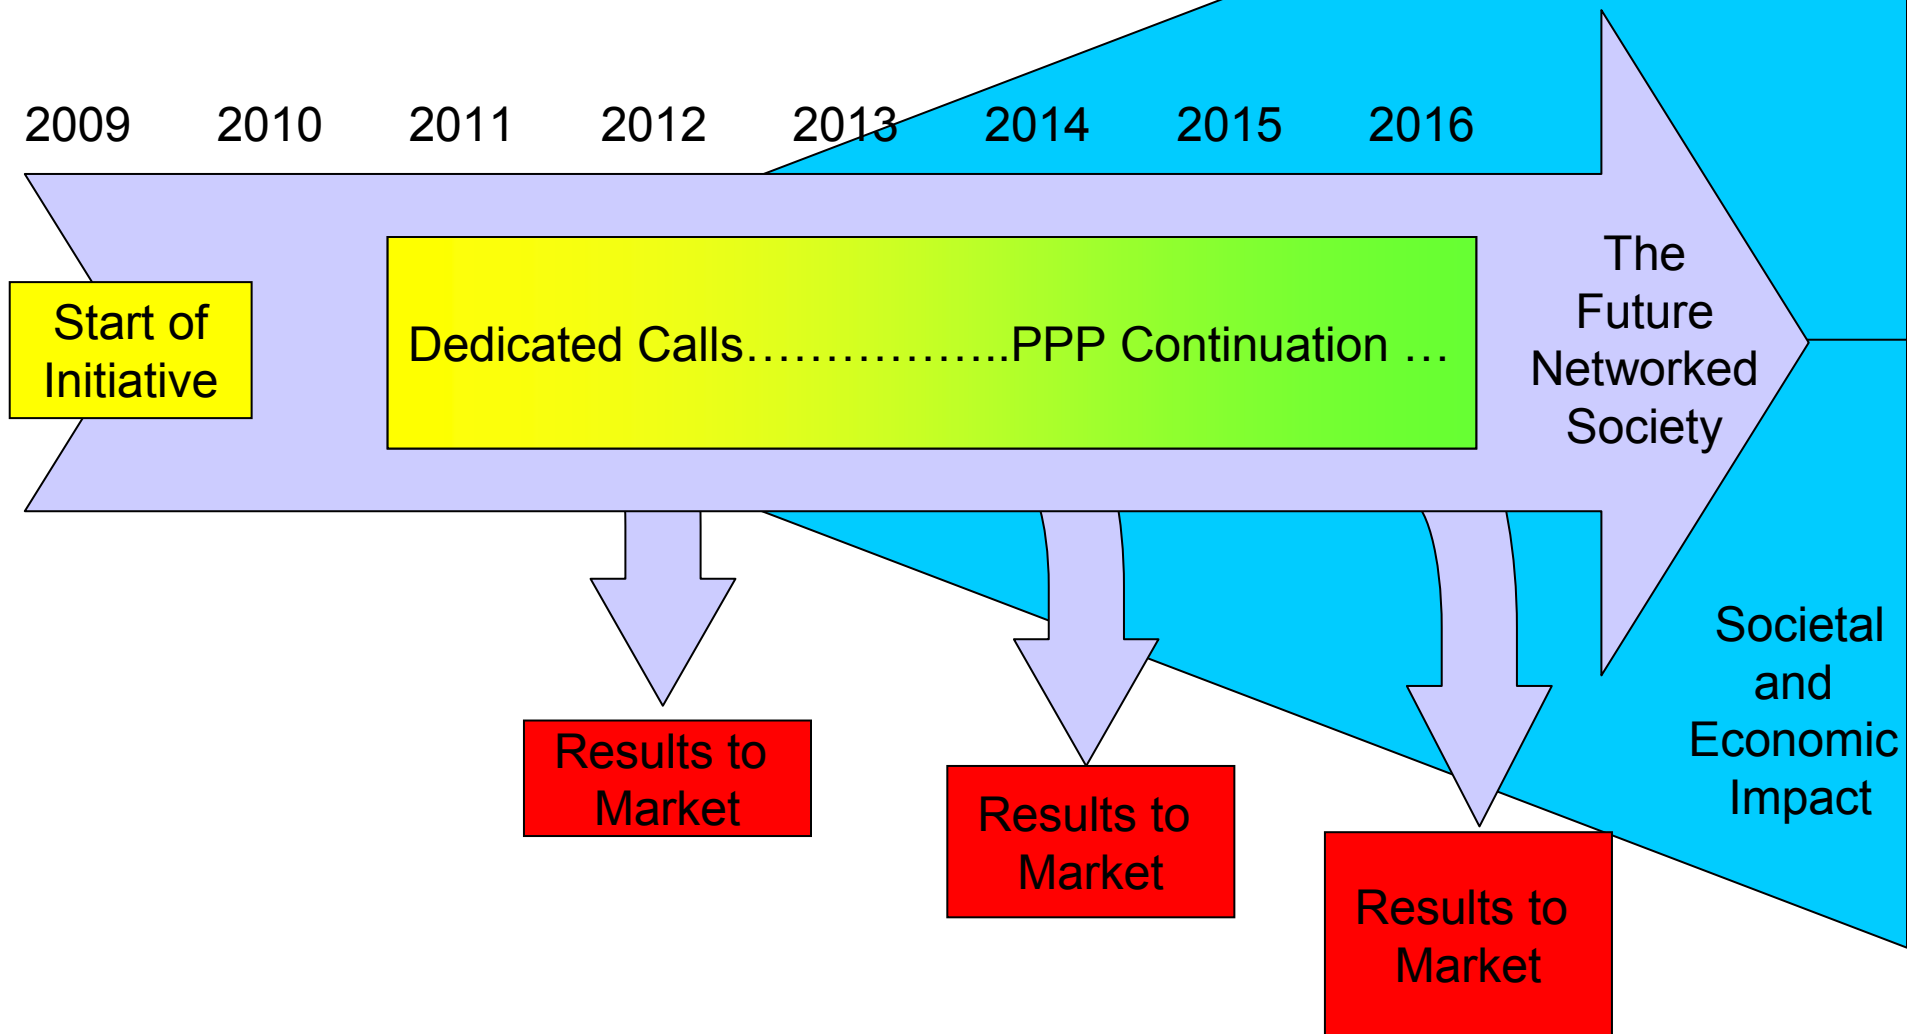 2009 2010 2011 2012 2013 2014 2015 2016
Start of
Initiative
Dedicated Calls……………..PPP Continuation …
The
Future
Networked
Society
Results to
Market
Results to
Market
Results to
Market
Societal
and
Economic
Impact